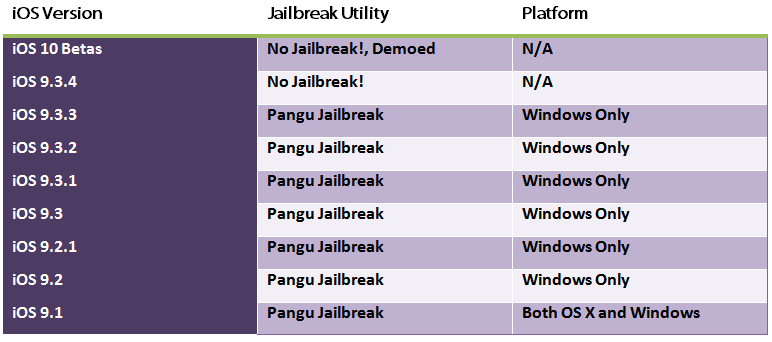 iOS Version Jailbreak Utility Platform
iOS 10 Betas No Jailbreak!, Demoed N/A
iOS 9.3.4 No Jailbreak! N/A
iOS 9.3.3 Pangu Jailbreak Windows Only
iOS 9.3.2 Pangu Jailbreak Windows Only
iOS 9.3.1 Pangu Jailbreak Windows Only
iOS 9.3 Pangu Jailbreak Windows Only
iOS 9.2.1 Pangu Jailbreak Windows Only
iOS 9.2 Pangu Jailbreak Windows Only
iOS 9.1 Pangu Jailbreak Both OS X and Windows